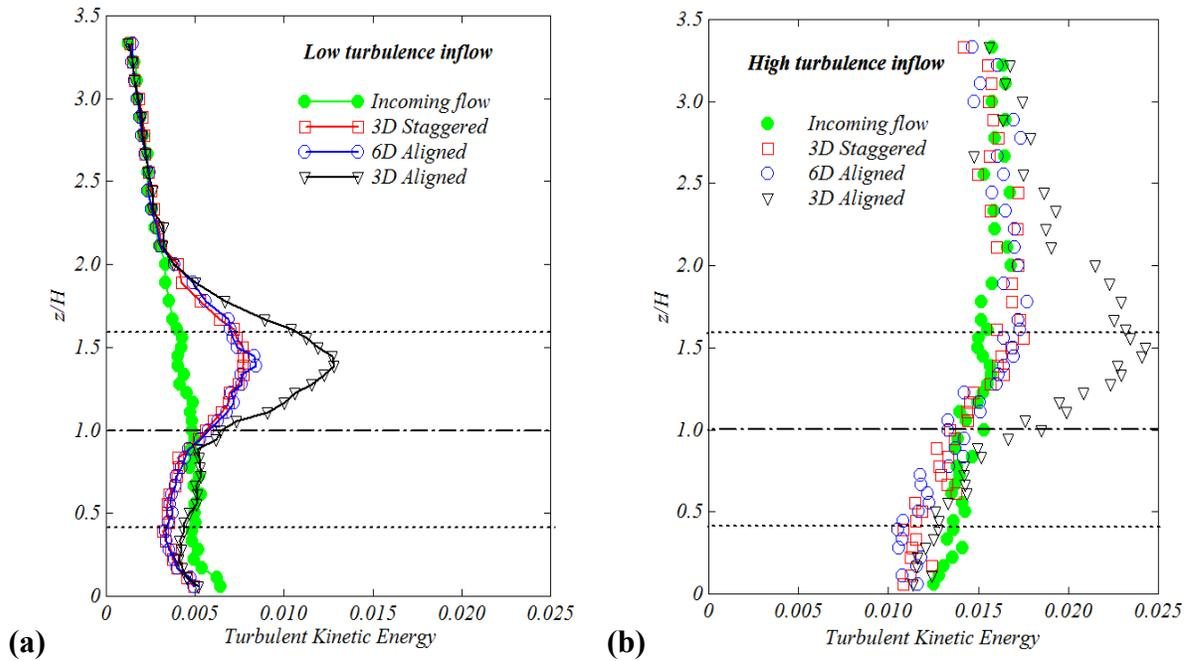 3.5
3.0
2.5
2.0
1.5
1.0
0.5
0
z/H
Low turbulence inflow
Incoming flow
3D Staggered
6D Aligned
3D Aligned
0 0.005 0.010 0.015 0.020 0.025
Turbulent Kinetic Energy
(a)
3.5
3.0
2.5
2.0
1.5
1.0
0.5
0
z/H
High turbulence inflow
Incoming flow
3D Staggered
6D Aligned
3D Aligned
0 0.005 0.010 0.015 0.020 0.025
Turbulent Kinetic Energy
(b)